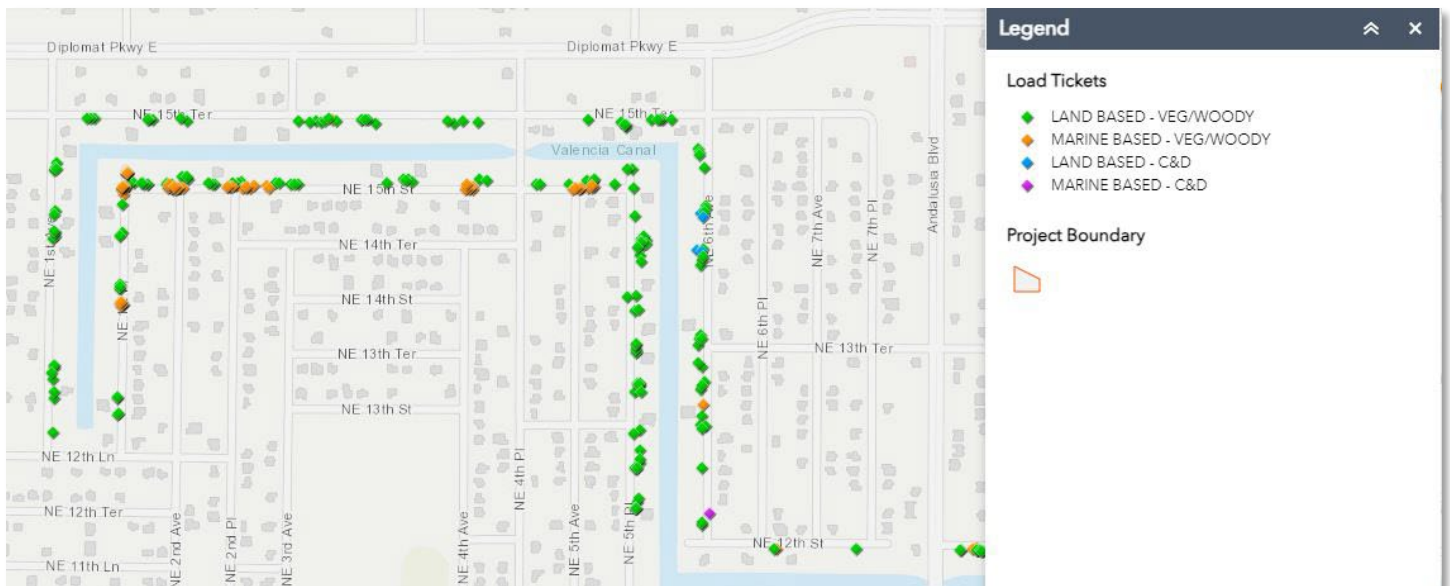 Legend
Load Tickets
LAND BASED - VEG/WOODY
MARINE BASED - VEG/WOODY
LAND BASED - C&D
MARINE BASED - C&D
Project Boundary
Diplomat Pkwy E
Diplomat Pkwy E
NE 15th Ter
NE 15th Ter
Valencia Canal
Andalusia Blvd
NE 15th St
NE 1st
NE
NE 6th Ave
NE 7th Ave
NE 7th Pl
NE 14th Ter
NE 14th St
NE 6th Pl
NE 13th Ter
NE 13th Ter
NE 13th St
NE 12th Ln
NE 4th Pl
NE 12th Ter
NE 2nd Ave
NE 2nd Pl
NE 3rd Ave
NE 4th Ave
NE 5th Ave
NE 5th Pl
NE 12th St
NE 11th Ln